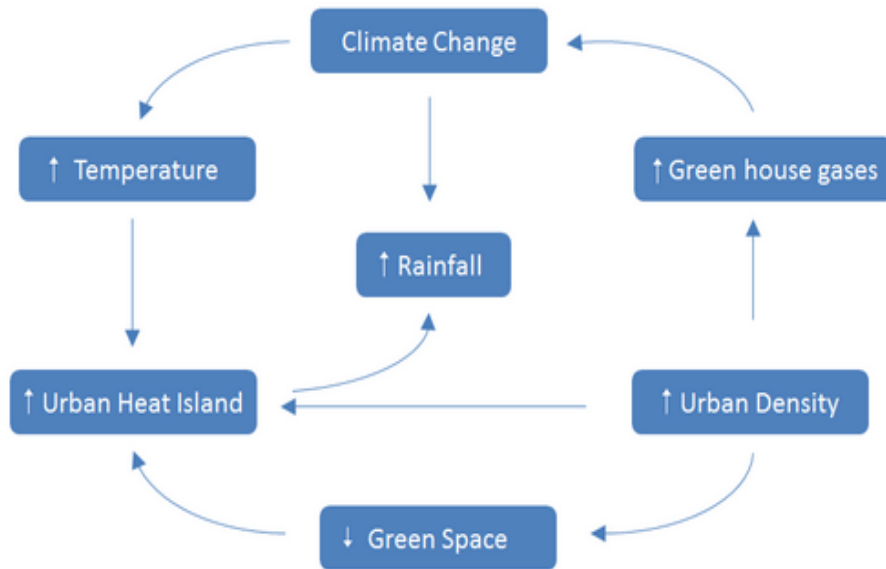 Climate Change
↑ Temperature
↑ Green house gases
↑ Rainfall
↑ Urban Heat Island
↑ Urban Density
↓ Green Space